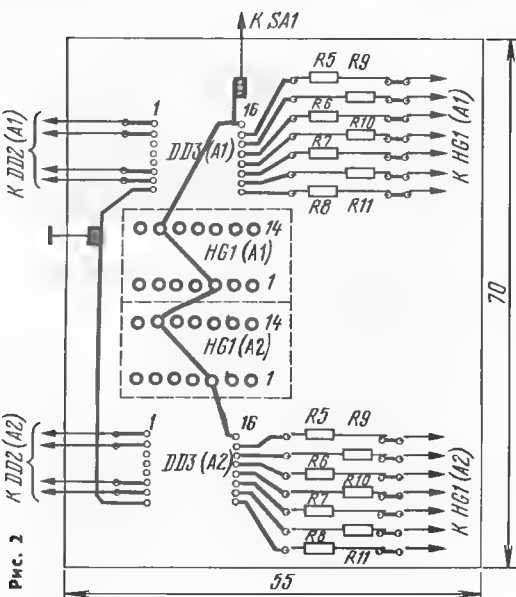 К SA1
R5 R9
1
16
R6
К DD2 (A1)
DD3 (A1)
R10
К HG1 (A1)
R7
R8 R11
14
HG1 (A1)
1
14
HG1 (A2)
1
70
1
16
R5 R9
К DD2 (A2)
DD3 (A2)
R6
R10
К HG1 (A2)
R7
R8
R11
55
Рис. 2